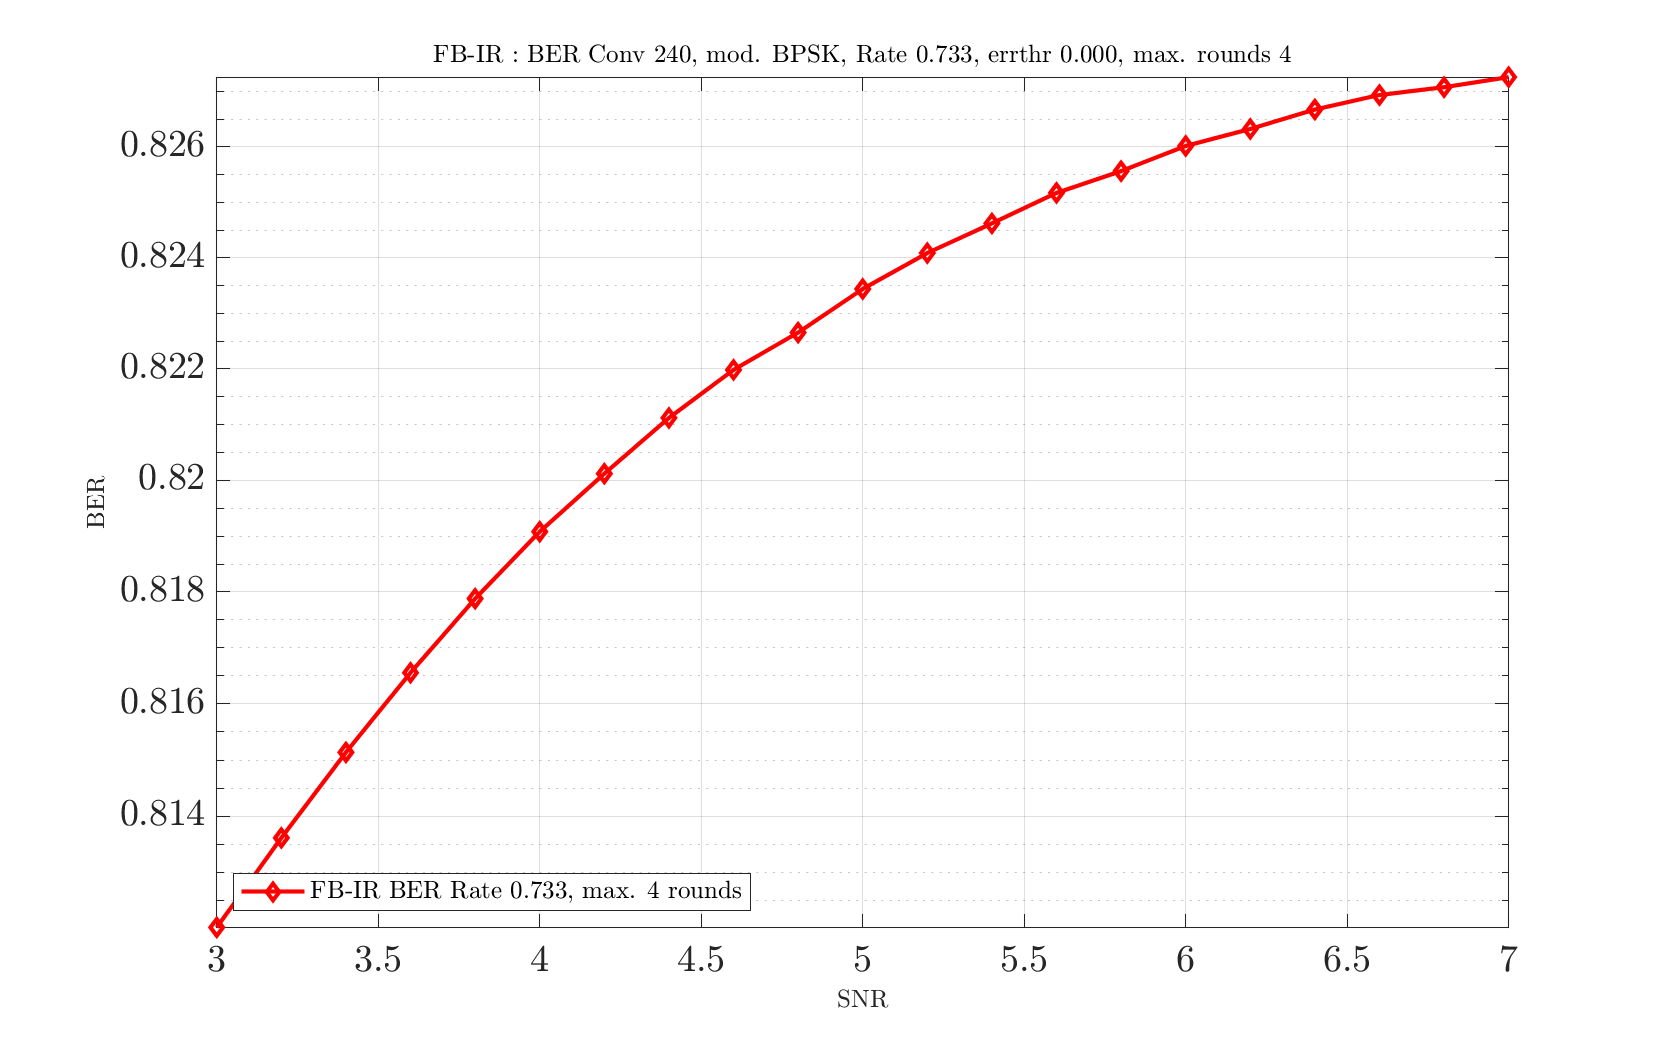 FB-IR : BER Conv 240, mod. BPSK, Rate 0.733, errthr 0.000, max. rounds 4
0.826
0.824
0.822
0.82
0.818
0.816
0.814
BER
FB-IR BER Rate 0.733, max. 4 rounds
3 3.5 4 4.5 5 5.5 6 6.5 7
SNR